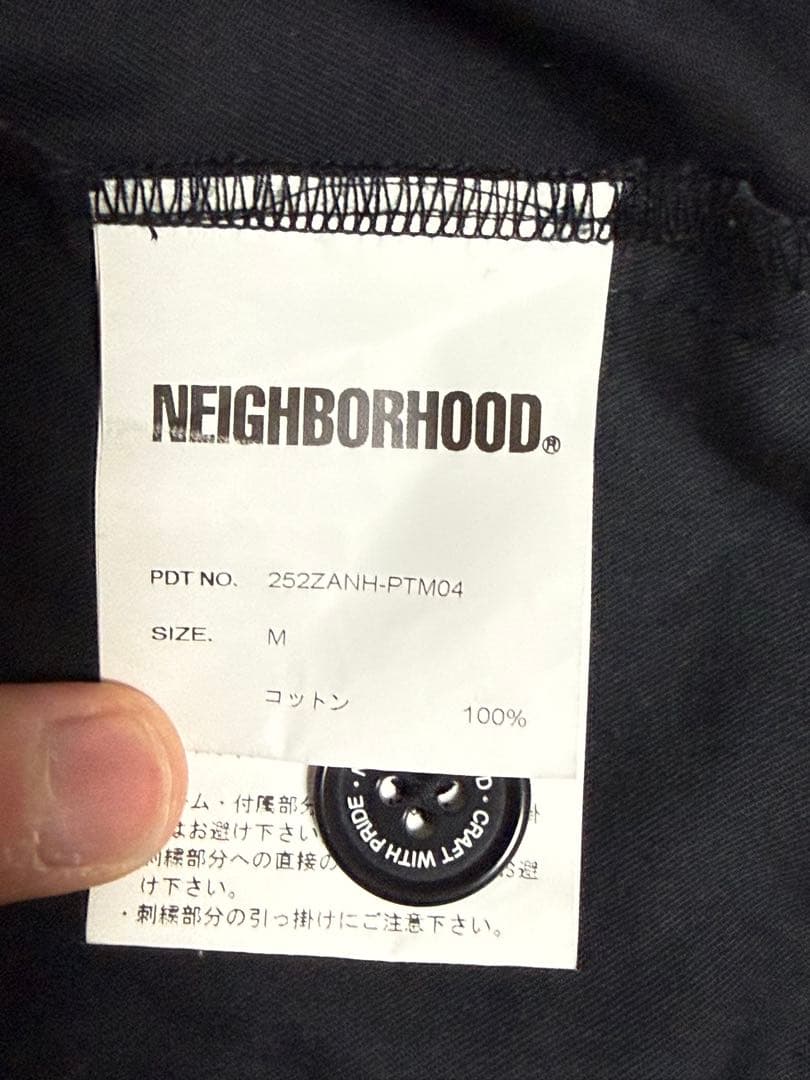 NEIGHBORHOOD®
PDT NO. 252ZANH-PTM04
SIZE. M
コットン 100%
ム・付属部分
はお避け下さい
刺繍部分への直接の お避
け下さい。
・刺繍部分の引っ掛けにご注意下さい。
CRAFT WITH PRIDE ·